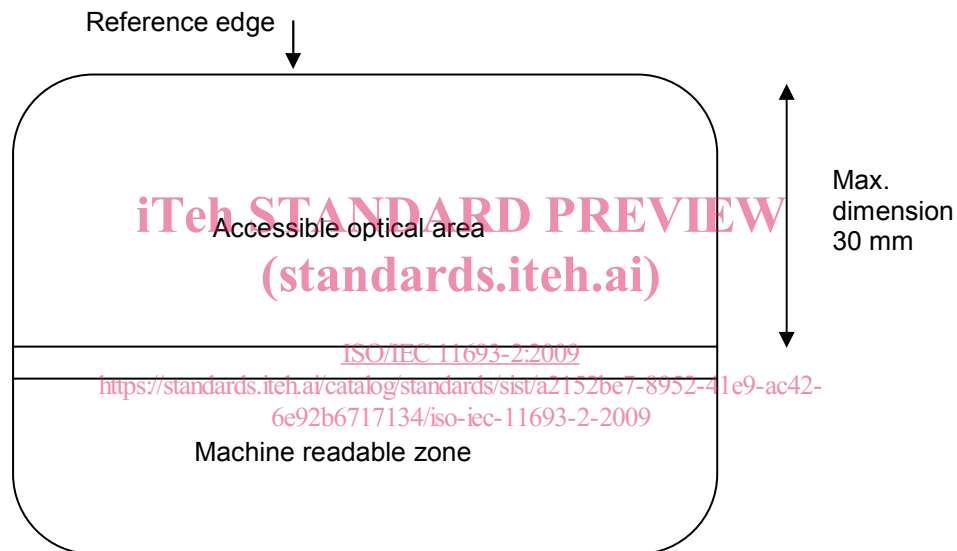 Reference edge
Max.
dimension
30 mm
iTeh STANDARD PREVIEW
Accessible optical area
(standards.iteh.ai)
ISO/IEC 11693-2:2009
https://standards.iteh.ai/catalog/standards/sist/a2152be7-8952-41e9-ac42-
6e92b6717134/iso-iec-11693-2-2009
Machine readable zone